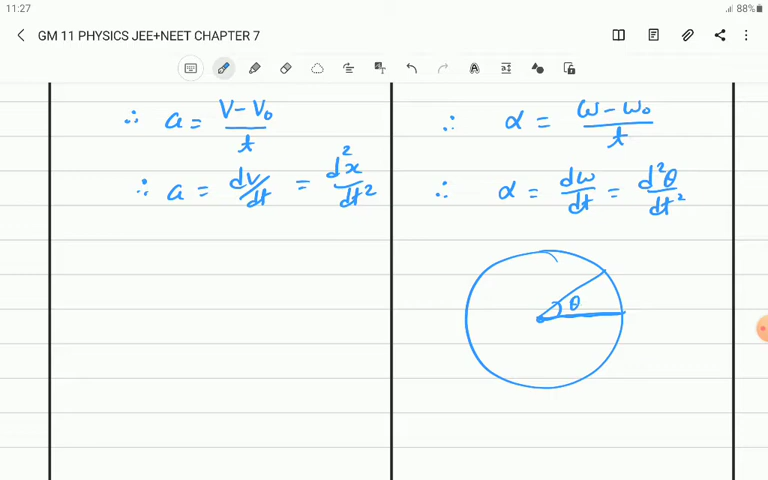 11:27 88%
GM 11 PHYSICS JEE+NEET CHAPTER 7
∴ a = V - V₀ / t
∴ a = dv/dt = d²x/dt²
∴ α = ω - ω₀ / t
∴ α = dω/dt = d²θ/dt²
θ